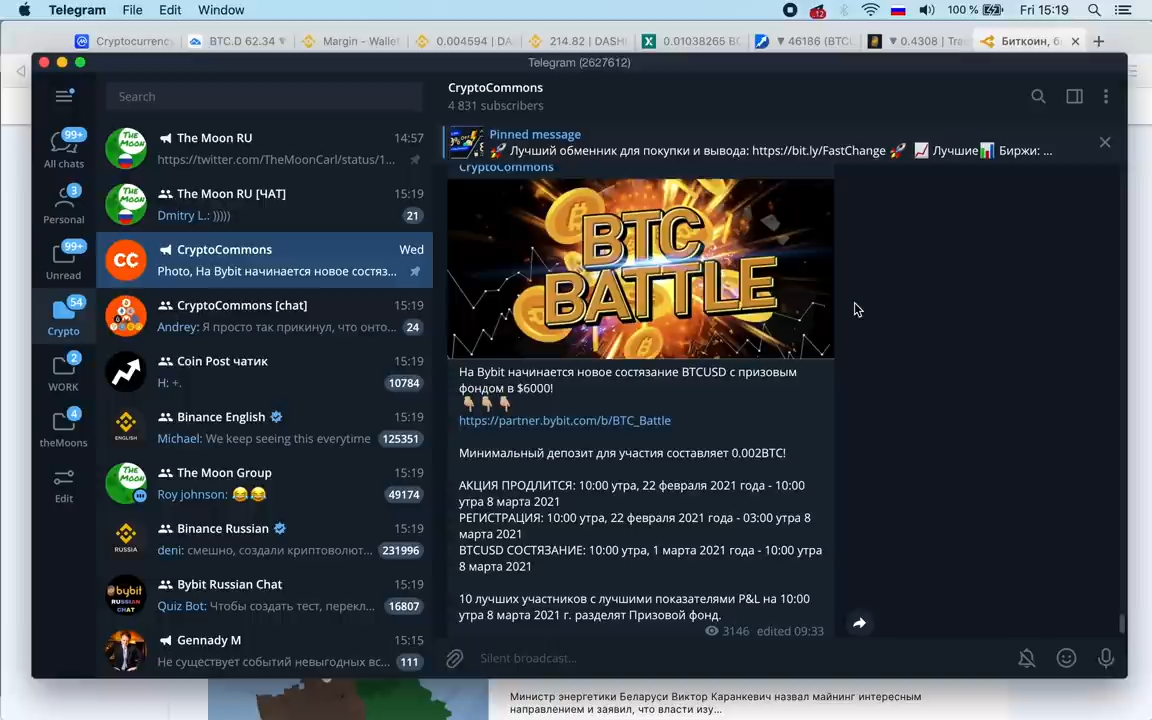 Telegram File Edit Window
.12
100 %
Fri 15:19
Cryptocurrenc
BTC.D 62.34 ▼
Margin - Walle
0.004594 | DA
214.82 | DASH
0.01038265 BC
▼ 46186 (BTCU
▼ 0.4308 | Tra
Биткоин, б
Telegram (2627612)
Search
All chats
99+
Personal
3
Unread
99+
Crypto
54
WORK
2
theMoons
4
Edit
The Moon RU 14:57
https://twitter.com/TheMoonCarl/status/1...
The Moon RU [ЧАТ] 15:19
Dmitry L.: ))))) 21
CC
CryptoCommons Wed
Photo, На Bybit начинается новое состяз...
CryptoCommons [chat] 15:19
Andrey: Я просто так прикинул, что онто... 24
Coin Post чатик 15:19
H: +. 10784
ENGLISH
Binance English 15:19
Michael: We keep seeing this everytime 125351
The Moon Group 15:19
Roy johnson: 😂😂 49174
RUSSIA
Binance Russian 15:19
deni: смешно, создали криптоволют... 231996
BYBIT RUSSIAN CHAT
Bybit Russian Chat 15:19
Quiz Bot: Чтобы создать тест, перекл... 16807
Gennady M 15:15
Не существует событий невыгодных вс... 111
CryptoCommons
4 831 subscribers
Pinned message
🚀 Лучший обменник для покупки и вывода: https://bit.ly/FastChange 🚀 📈 Лучшие📊 Биржи: ...
CryptoCommons
BTC
BATTLE
На Bybit начинается новое состязание BTCUSD с призовым
фондом в $6000!
👇🏼👇🏼👇🏼
https://partner.bybit.com/b/BTC_Battle
Минимальный депозит для участия составляет 0.002BTC!
АКЦИЯ ПРОДЛИТСЯ: 10:00 утра, 22 февраля 2021 года - 10:00
утра 8 марта 2021
РЕГИСТРАЦИЯ: 10:00 утра, 22 февраля 2021 года - 03:00 утра 8
марта 2021
BTCUSD СОСТЯЗАНИЕ: 10:00 утра, 1 марта 2021 года - 10:00 утра
8 марта 2021
10 лучших участников с лучшими показателями P&L на 10:00
утра 8 марта 2021 г. разделят Призовой фонд.
3146 edited 09:33
Silent broadcast...
Министр энергетики Беларуси Виктор Каранкевич назвал майнинг интересным
направлением и заявил, что власти изу...